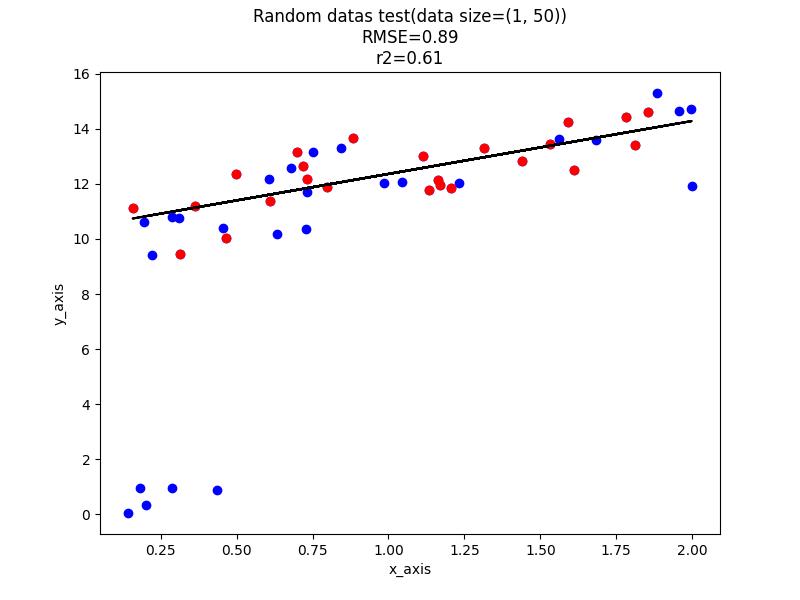 Random datas test(data size=(1, 50))
RMSE=0.89
r2=0.61
16
14
12
10
8
6
4
2
0
y_axis
0.25 0.50 0.75 1.00 1.25 1.50 1.75 2.00
x_axis